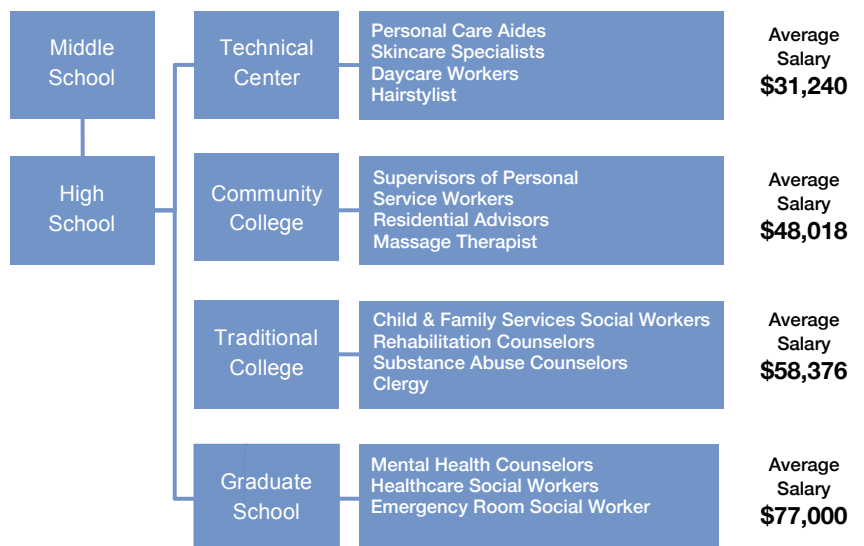 Middle
School
Technical
Center
Personal Care Aides
Skincare Specialists
Daycare Workers
Hairstylist
Average
Salary
$31,240
High
School
Community
College
Supervisors of Personal
Service Workers
Residential Advisors
Massage Therapist
Average
Salary
$48,018
Traditional
College
Child & Family Services Social Workers
Rehabilitation Counselors
Substance Abuse Counselors
Clergy
Average
Salary
$58,376
Graduate
School
Mental Health Counselors
Healthcare Social Workers
Emergency Room Social Worker
Average
Salary
$77,000